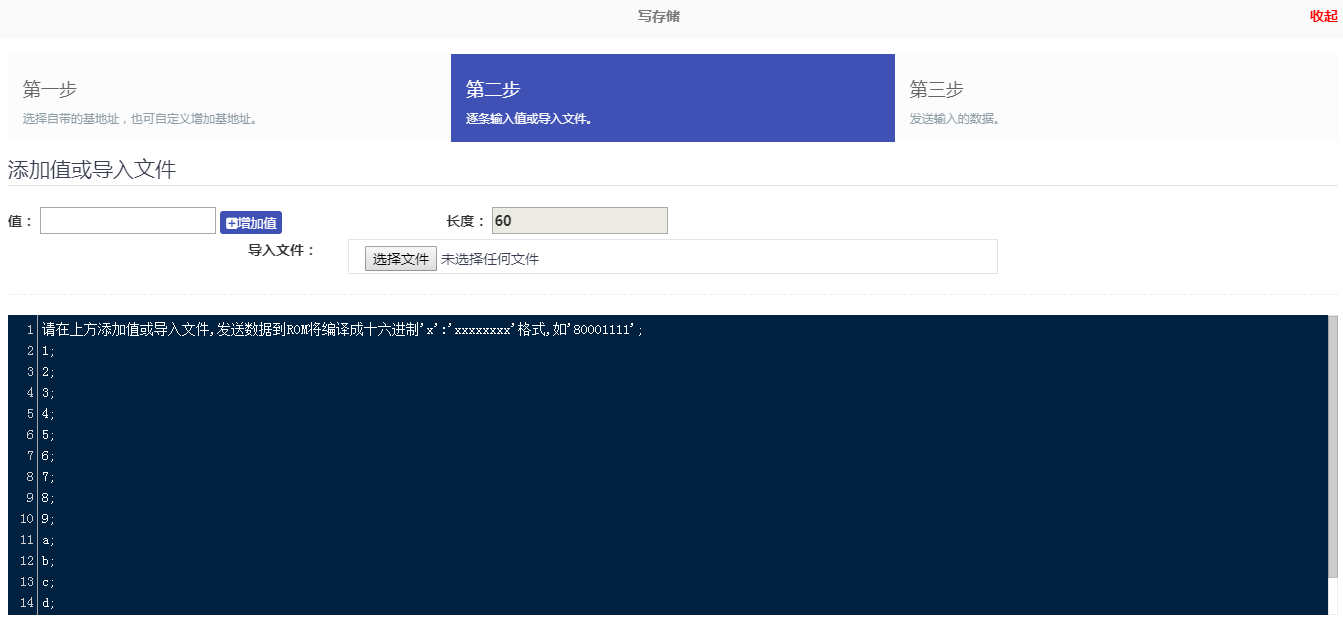 写存储
收起
第一步
选择自带的基地址，也可自定义增加基地址。
第二步
逐条输入值或导入文件。
第三步
发送输入的数据。
添加值或导入文件
值：
增加值
长度： 60
导入文件：
选择文件 未选择任何文件
1 请在上方添加值或导入文件,发送数据到ROM将编译成十六进制'x':'xxxxxxxx'格式,如'80001111';
2 1;
3 2;
4 3;
5 4;
6 5;
7 6;
8 7;
9 8;
10 9;
11 a;
12 b;
13 c;
14 d;